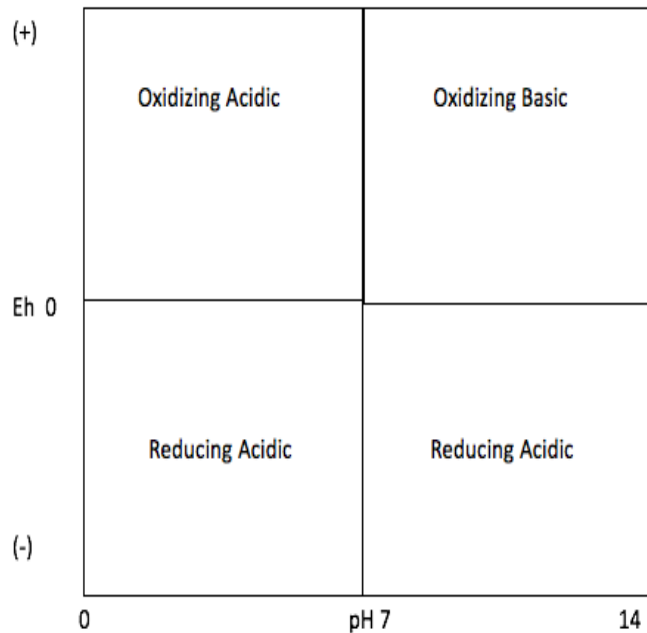 (+)
Oxidizing Acidic
Oxidizing Basic
Eh 0
Reducing Acidic
Reducing Acidic
(-)
0
pH 7
14